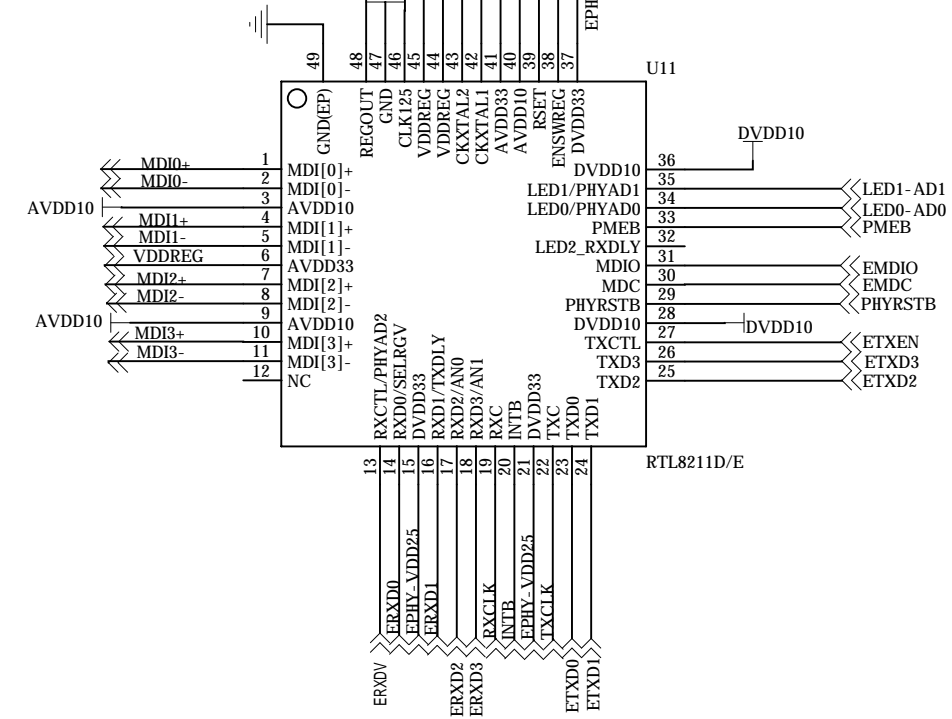 EPH
49
48
47
46
45
44
43
42
41
40
39
38
37
U11
GND(EP)
REGOUT
GND
CLK125
VDDREG
VDDREG
CKXTAL2
CKXTAL1
AVDD33
AVDD10
RSET
ENSWREG
DVDD33
MDI0+ 1 MDI[0]+
MDI0- 2 MDI[0]-
AVDD10 3 AVDD10
MDI1+ 4 MDI[1]+
MDI1- 5 MDI[1]-
VDDREG 6 AVDD33
MDI2+ 7 MDI[2]+
MDI2- 8 MDI[2]-
AVDD10 9 AVDD10
MDI3+ 10 MDI[3]+
MDI3- 11 MDI[3]-
12 NC
DVDD10 36 DVDD10
LED1/PHYAD1 35 LED1-AD1
LED0/PHYAD0 34 LED0-AD0
PMEB 33 PMEB
LED2_RXDLY 32
MDIO 31 EMDIO
MDC 30 EMDC
PHYRSTB 29 PHYRSTB
DVDD10 28 DVDD10
TXCTL 27 ETXEN
TXD3 26 ETXD3
TXD2 25 ETXD2
RXCTL/PHYAD2
RXD0/SELRGV
DVDD33
RXD1/TXDLY
RXD2/AN0
RXD3/AN1
RXC
INTB
DVDD33
TXC
TXD0
TXD1
RTL8211D/E
13
14
15
16
17
18
19
20
21
22
23
24
ERXDV
ERXD0
EPHY-VDD25
ERXD1
ERXD2
ERXD3
RXCLK
INTB
EPHY-VDD25
TXCLK
ETXD0
ETXD1